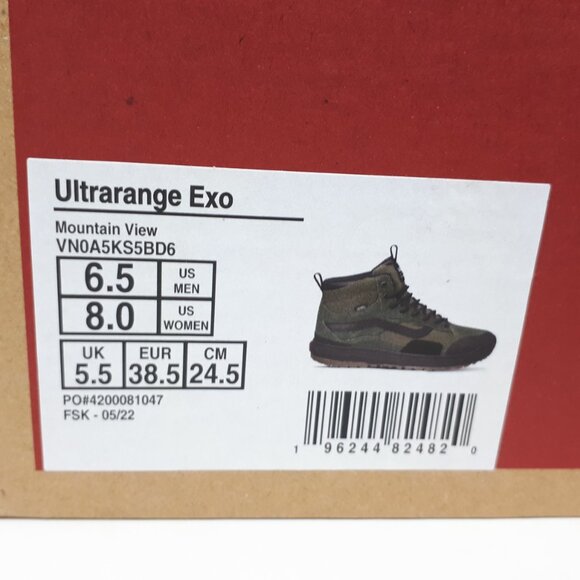 Ultrarange Exo
Mountain View
VN0A5KS5BD6
6.5 US MEN
8.0 US WOMEN
UK EUR CM
5.5 38.5 24.5
PO#4200081047
FSK - 05/22
1 96244 82482 0